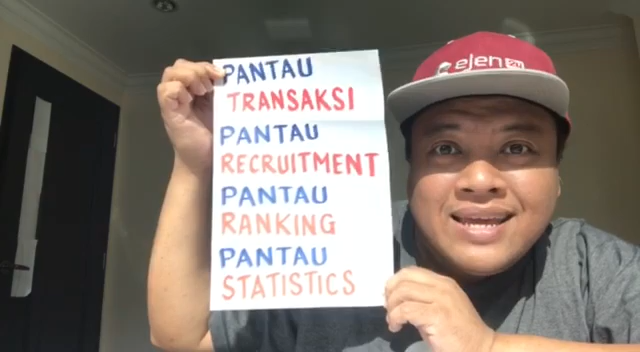 PANTAU
TRANSAKSI
PANTAU
RECRUITMENT
PANTAU
RANKING
PANTAU
STATISTICS
ejen